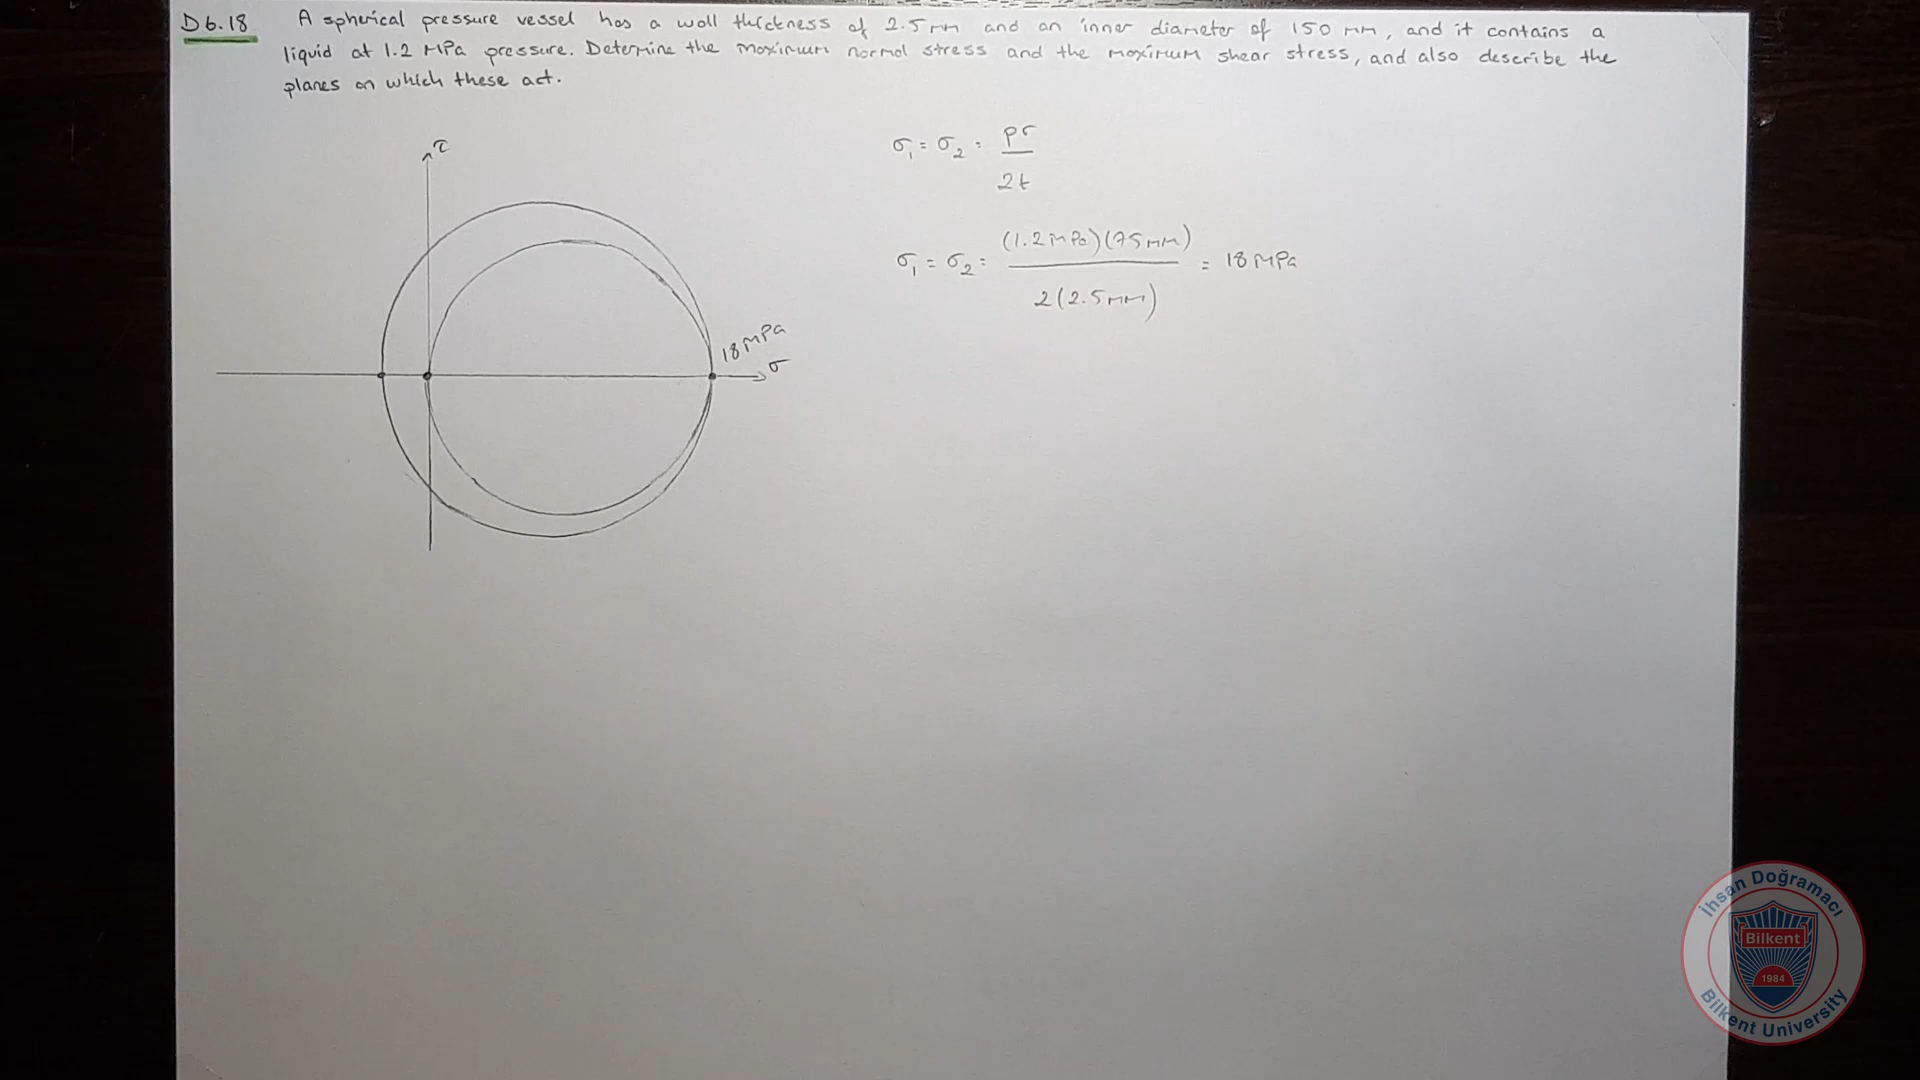 D6.18 A spherical pressure vessel has a wall thickness of 2.5 mm and an inner diameter of 150 mm, and it contains a
liquid at 1.2 MPa pressure. Determine the maximum normal stress and the maximum shear stress, and also describe the
planes on which these act.
τ
σ₁ = σ₂ = pr
2t
σ₁ = σ₂ = (1.2 MPa)(75 mm) = 18 MPa
2(2.5 mm)
18 MPa
σ
İhsan Doğramacı
Bilkent
1984
Bilkent University